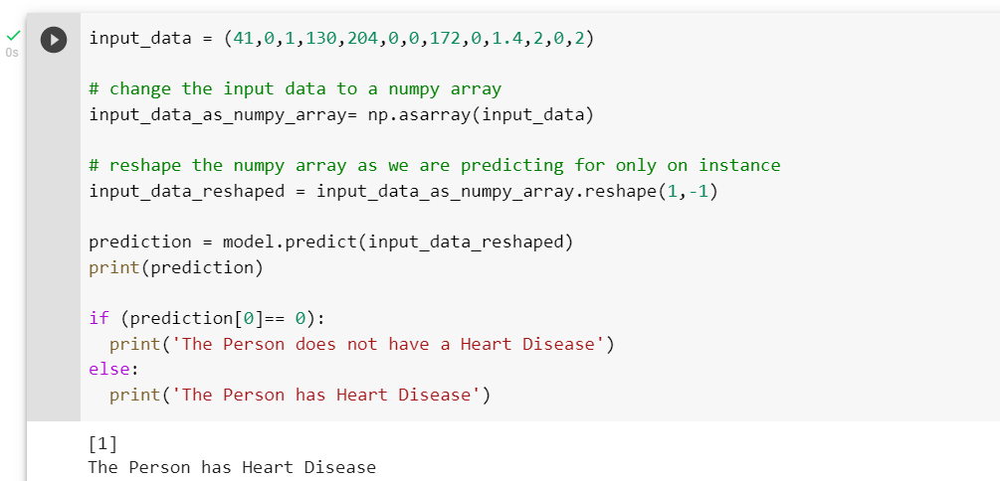 input_data = (41,0,1,130,204,0,0,172,0,1.4,2,0,2)
0s
# change the input data to a numpy array
input_data_as_numpy_array= np.asarray(input_data)
# reshape the numpy array as we are predicting for only on instance
input_data_reshaped = input_data_as_numpy_array.reshape(1,-1)
prediction = model.predict(input_data_reshaped)
print(prediction)
if (prediction[0]== 0):
  print('The Person does not have a Heart Disease')
else:
  print('The Person has Heart Disease')
[1]
The Person has Heart Disease